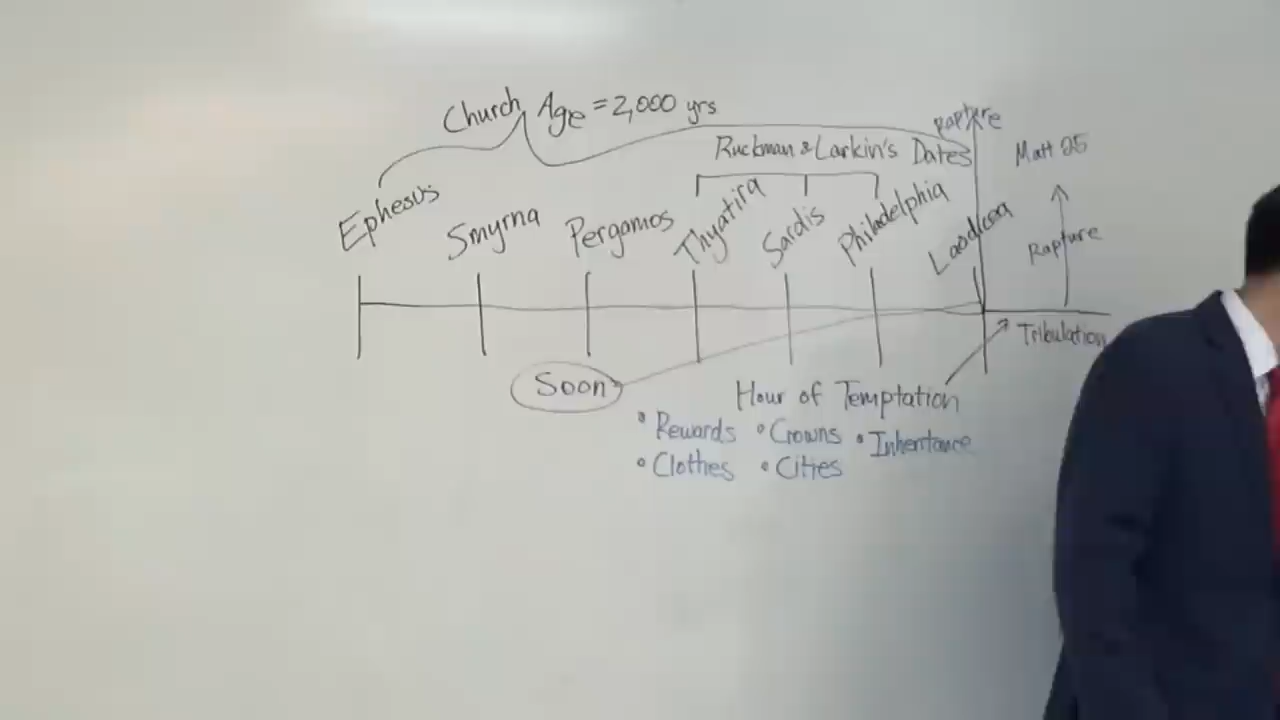 Church Age = 2,000 yrs
Rapture
Ruckman & Larkin's Dates
Matt 25
Ephesus
Smyrna
Pergamos
Thyatira
Sardis
Philadelphia
Laodicea
Rapture
Tribulation
Soon
Hour of Temptation
• Rewards • Crowns • Inheritance
• Clothes • Cities